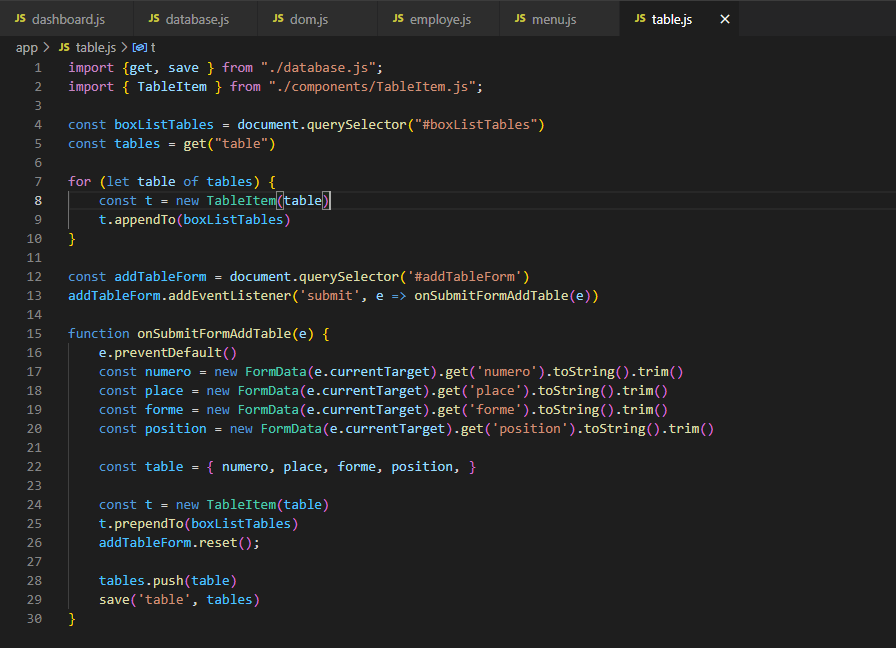 JS dashboard.js JS database.js JS dom.js JS employe.js JS menu.js JS table.js ×
app > JS table.js > t
1 import {get, save } from "./database.js";
2 import { TableItem } from "./components/TableItem.js";
3
4 const boxListTables = document.querySelector("#boxListTables")
5 const tables = get("table")
6
7 for (let table of tables) {
8     const t = new TableItem(table)
9     t.appendTo(boxListTables)
10 }
11
12 const addTableForm = document.querySelector('#addTableForm')
13 addTableForm.addEventListener('submit', e => onSubmitFormAddTable(e))
14
15 function onSubmitFormAddTable(e) {
16     e.preventDefault()
17     const numero = new FormData(e.currentTarget).get('numero').toString().trim()
18     const place = new FormData(e.currentTarget).get('place').toString().trim()
19     const forme = new FormData(e.currentTarget).get('forme').toString().trim()
20     const position = new FormData(e.currentTarget).get('position').toString().trim()
21
22     const table = { numero, place, forme, position, }
23
24     const t = new TableItem(table)
25     t.prependTo(boxListTables)
26     addTableForm.reset();
27
28     tables.push(table)
29     save('table', tables)
30 }